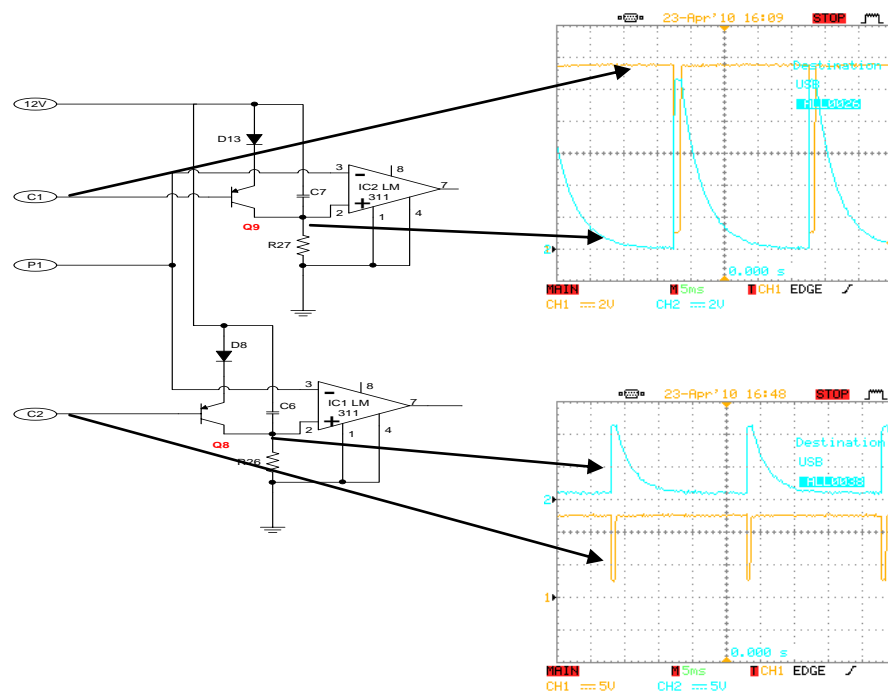 23-Apr'10 16:09 STOP
Destination
USB
ALL0026
2
0.000 s
MAIN M 5ms T CH1 EDGE
CH1 2V CH2 2V
12V
D13
C1
Q9
C7
3
8
IC2 LM
311
7
2
1
4
R27
P1
D8
C2
Q8
C6
3
8
IC1 LM
311
7
2
1
4
R26
23-Apr'10 16:48 STOP
Destination
USB
ALL0038
2
1
0.000 s
MAIN M 5ms T CH1 EDGE
CH1 5V CH2 5V